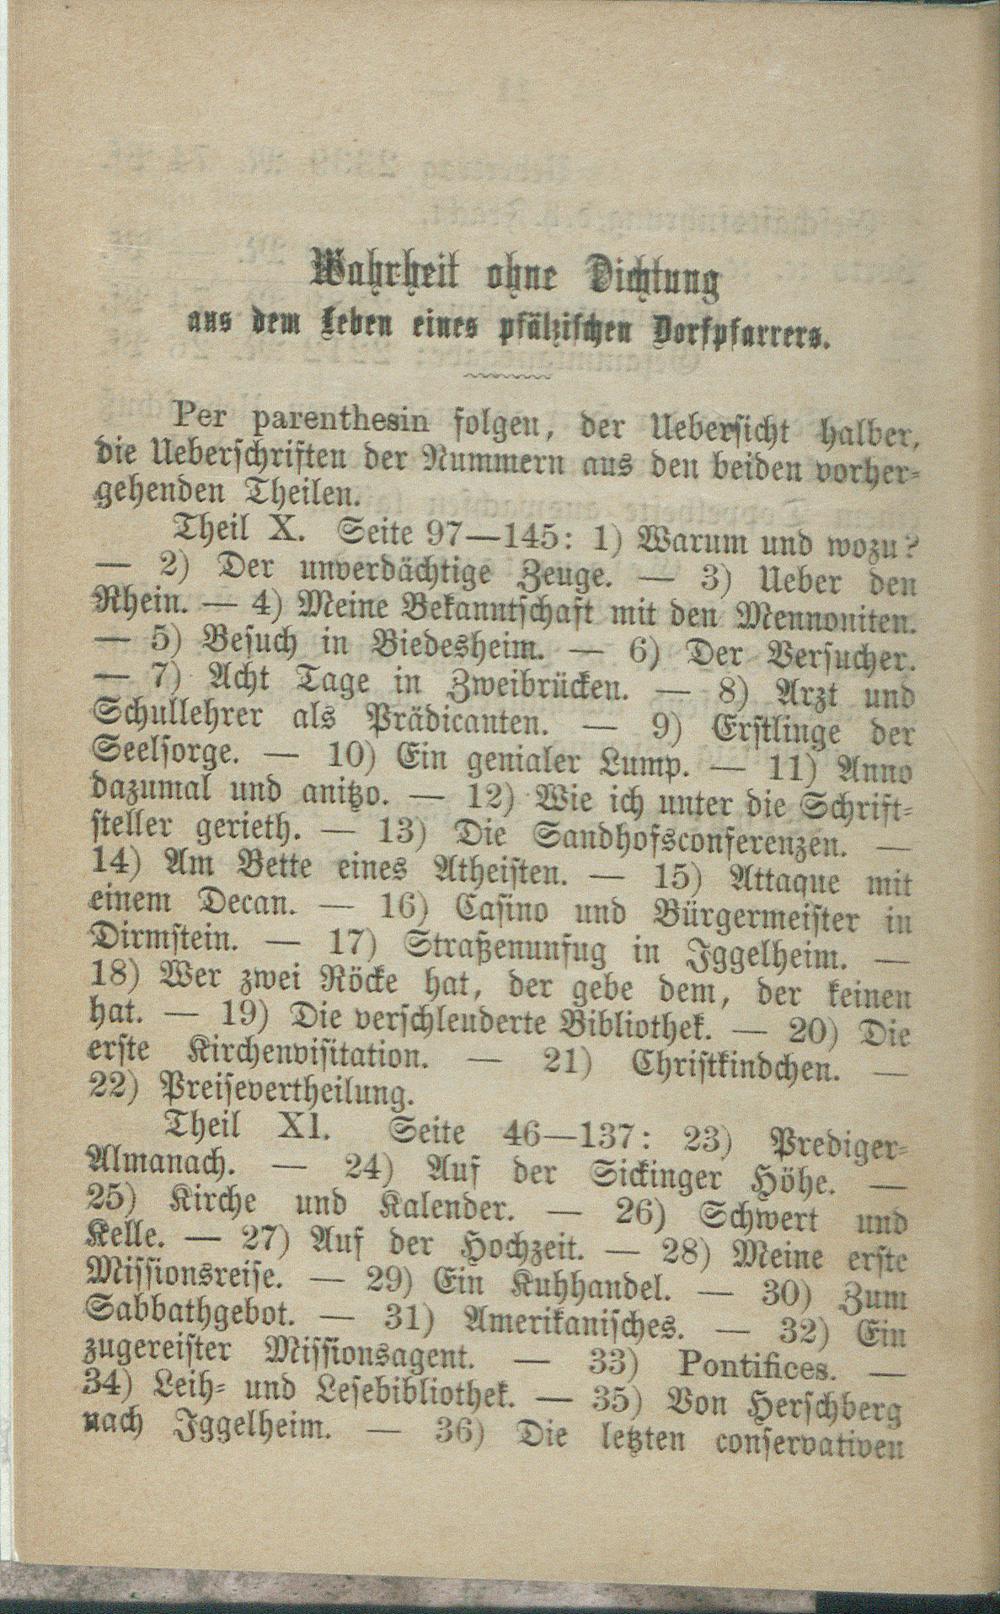 Wahrheit ohne Dichtung
aus dem Leben eines pfälzischen Dorfpfarrers.
Per parenthesin folgen, der Uebersicht halber,
die Ueberschriften der Nummern aus den beiden vorher-
gehenden Theilen.
Theil X. Seite 97—145: 1) Warum und wozu?
— 2) Der unverdächtige Zeuge. — 3) Ueber den
Rhein. — 4) Meine Bekanntschaft mit den Mennoniten.
— 5) Besuch in Biedesheim. — 6) Der Versucher.
— 7) Acht Tage in Zweibrücken. — 8) Arzt und
Schullehrer als Prädicanten. — 9) Erstlinge der
Seelsorge. — 10) Ein genialer Lump. — 11) Anno
dazumal und anitzo. — 12) Wie ich unter die Schrift-
steller gerieth. — 13) Die Sandhofsconferenzen. —
14) Am Bette eines Atheisten. — 15) Attaque mit
einem Decan. — 16) Casino und Bürgermeister in
Dirmstein. — 17) Straßenunfug in Iggelheim. —
18) Wer zwei Röcke hat, der gebe dem, der keinen
hat. — 19) Die verschleuderte Bibliothek. — 20) Die
erste Kirchenvisitation. — 21) Christkindchen. —
22) Preisevertheilung.
Theil XI. Seite 46—137: 23) Prediger-
Almanach. — 24) Auf der Sickinger Höhe. —
25) Kirche und Kalender. — 26) Schwert und
Kelle. — 27) Auf der Hochzeit. — 28) Meine erste
Missionsreise. — 29) Ein Kuhhandel. — 30) Zum
Sabbathgebot. — 31) Amerikanisches. — 32) Ein
zugereister Missionsagent. — 33) Pontifices. —
34) Leih- und Lesebibliothek. — 35) Von Herschberg
nach Iggelheim. — 36) Die letzten conservativen